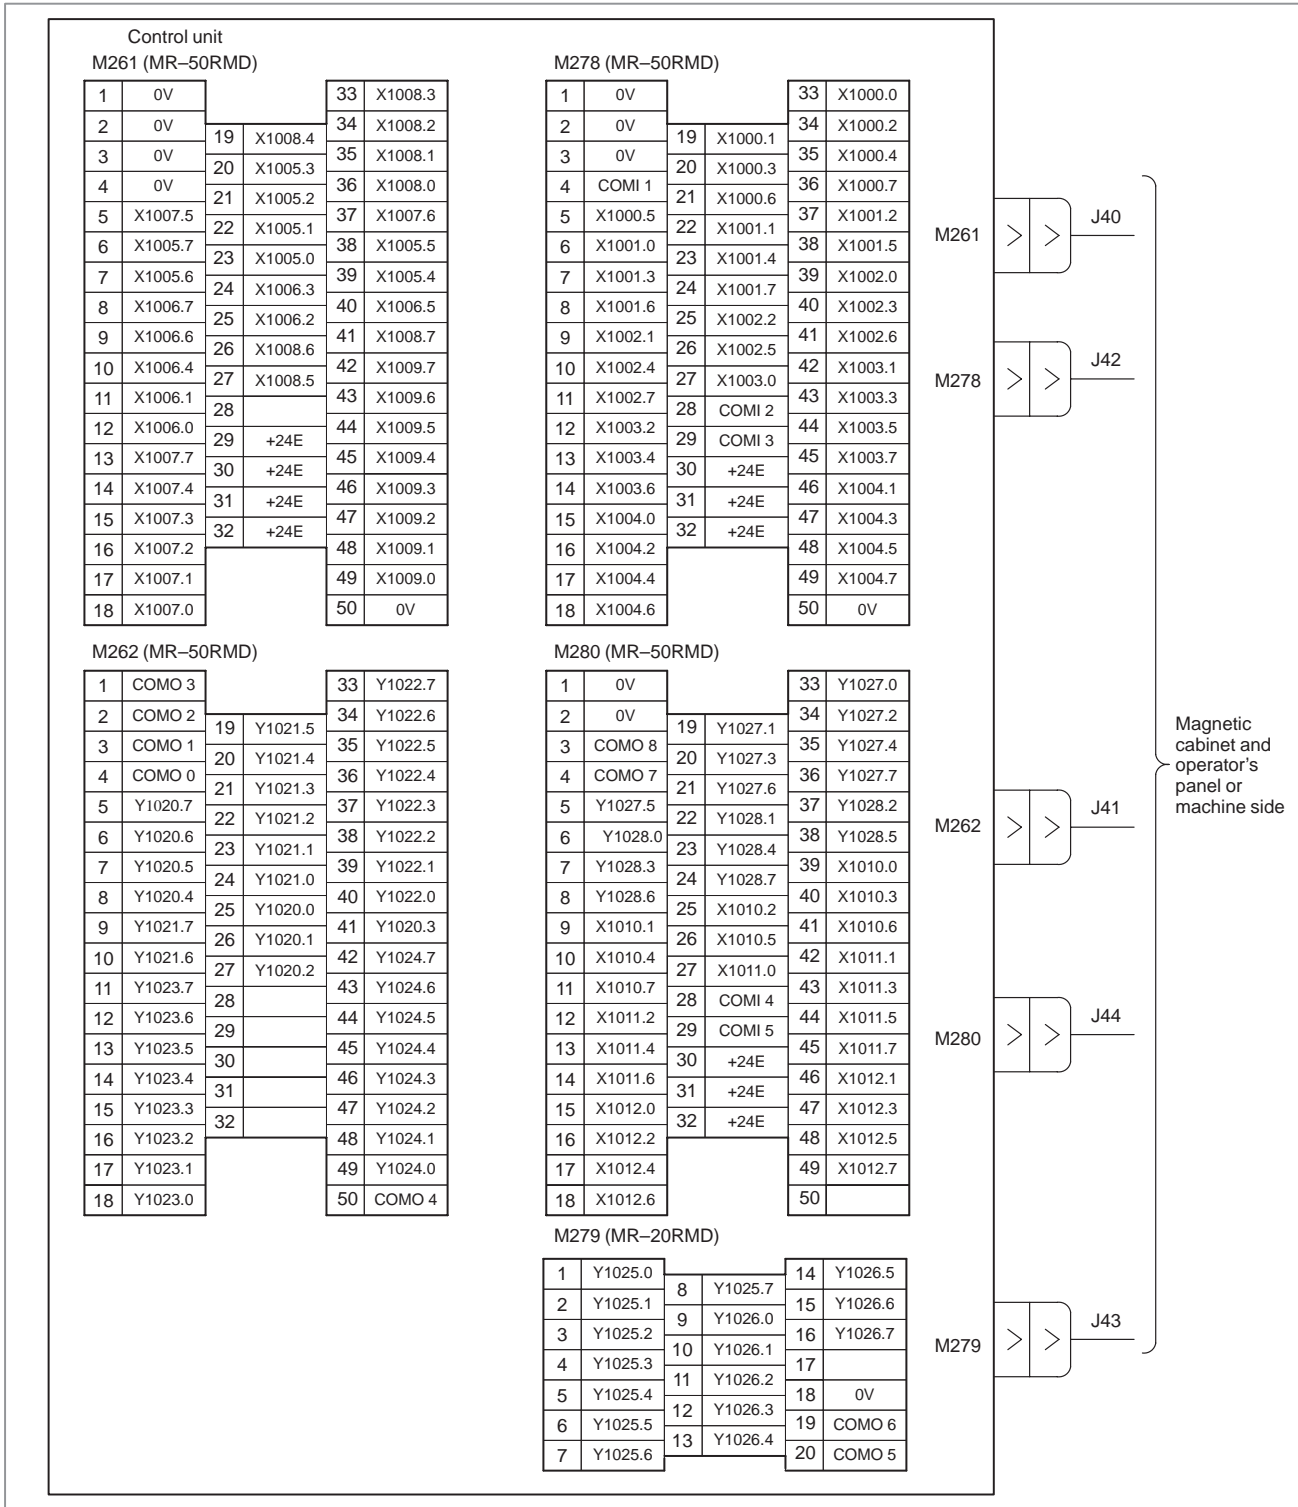 Control unit
M261 (MR–50RMD)
1 0V
2 0V
3 0V
4 0V
5 X1007.5
6 X1005.7
7 X1005.6
8 X1006.7
9 X1006.6
10 X1006.4
11 X1006.1
12 X1006.0
13 X1007.7
14 X1007.4
15 X1007.3
16 X1007.2
17 X1007.1
18 X1007.0
19 X1008.4
20 X1005.3
21 X1005.2
22 X1005.1
23 X1005.0
24 X1006.3
25 X1006.2
26 X1008.6
27 X1008.5
28
29 +24E
30 +24E
31 +24E
32 +24E
33 X1008.3
34 X1008.2
35 X1008.1
36 X1008.0
37 X1007.6
38 X1005.5
39 X1005.4
40 X1006.5
41 X1008.7
42 X1009.7
43 X1009.6
44 X1009.5
45 X1009.4
46 X1009.3
47 X1009.2
48 X1009.1
49 X1009.0
50 0V
M278 (MR–50RMD)
1 0V
2 0V
3 0V
4 COMI 1
5 X1000.5
6 X1001.0
7 X1001.3
8 X1001.6
9 X1002.1
10 X1002.4
11 X1002.7
12 X1003.2
13 X1003.4
14 X1003.6
15 X1004.0
16 X1004.2
17 X1004.4
18 X1004.6
19 X1000.1
20 X1000.3
21 X1000.6
22 X1001.1
23 X1001.4
24 X1001.7
25 X1002.2
26 X1002.5
27 X1003.0
28 COMI 2
29 COMI 3
30 +24E
31 +24E
32 +24E
33 X1000.0
34 X1000.2
35 X1000.4
36 X1000.7
37 X1001.2
38 X1001.5
39 X1002.0
40 X1002.3
41 X1002.6
42 X1003.1
43 X1003.3
44 X1003.5
45 X1003.7
46 X1004.1
47 X1004.3
48 X1004.5
49 X1004.7
50 0V
M262 (MR–50RMD)
1 COMO 3
2 COMO 2
3 COMO 1
4 COMO 0
5 Y1020.7
6 Y1020.6
7 Y1020.5
8 Y1020.4
9 Y1021.7
10 Y1021.6
11 Y1023.7
12 Y1023.6
13 Y1023.5
14 Y1023.4
15 Y1023.3
16 Y1023.2
17 Y1023.1
18 Y1023.0
19 Y1021.5
20 Y1021.4
21 Y1021.3
22 Y1021.2
23 Y1021.1
24 Y1021.0
25 Y1020.0
26 Y1020.1
27 Y1020.2
28
29
30
31
32
33 Y1022.7
34 Y1022.6
35 Y1022.5
36 Y1022.4
37 Y1022.3
38 Y1022.2
39 Y1022.1
40 Y1022.0
41 Y1020.3
42 Y1024.7
43 Y1024.6
44 Y1024.5
45 Y1024.4
46 Y1024.3
47 Y1024.2
48 Y1024.1
49 Y1024.0
50 COMO 4
M280 (MR–50RMD)
1 0V
2 0V
3 COMO 8
4 COMO 7
5 Y1027.5
6 Y1028.0
7 Y1028.3
8 Y1028.6
9 X1010.1
10 X1010.4
11 X1010.7
12 X1011.2
13 X1011.4
14 X1011.6
15 X1012.0
16 X1012.2
17 X1012.4
18 X1012.6
19 Y1027.1
20 Y1027.3
21 Y1027.6
22 Y1028.1
23 Y1028.4
24 Y1028.7
25 X1010.2
26 X1010.5
27 X1011.0
28 COMI 4
29 COMI 5
30 +24E
31 +24E
32 +24E
33 Y1027.0
34 Y1027.2
35 Y1027.4
36 Y1027.7
37 Y1028.2
38 Y1028.5
39 X1010.0
40 X1010.3
41 X1010.6
42 X1011.1
43 X1011.3
44 X1011.5
45 X1011.7
46 X1012.1
47 X1012.3
48 X1012.5
49 X1012.7
50
M279 (MR–20RMD)
1 Y1025.0
2 Y1025.1
3 Y1025.2
4 Y1025.3
5 Y1025.4
6 Y1025.5
7 Y1025.6
8 Y1025.7
9 Y1026.0
10 Y1026.1
11 Y1026.2
12 Y1026.3
13 Y1026.4
14 Y1026.5
15 Y1026.6
16 Y1026.7
17
18 0V
19 COMO 6
20 COMO 5
M261 J40
M278 J42
M262 J41
M280 J44
M279 J43
Magnetic
cabinet and
operator's
panel or
machine side